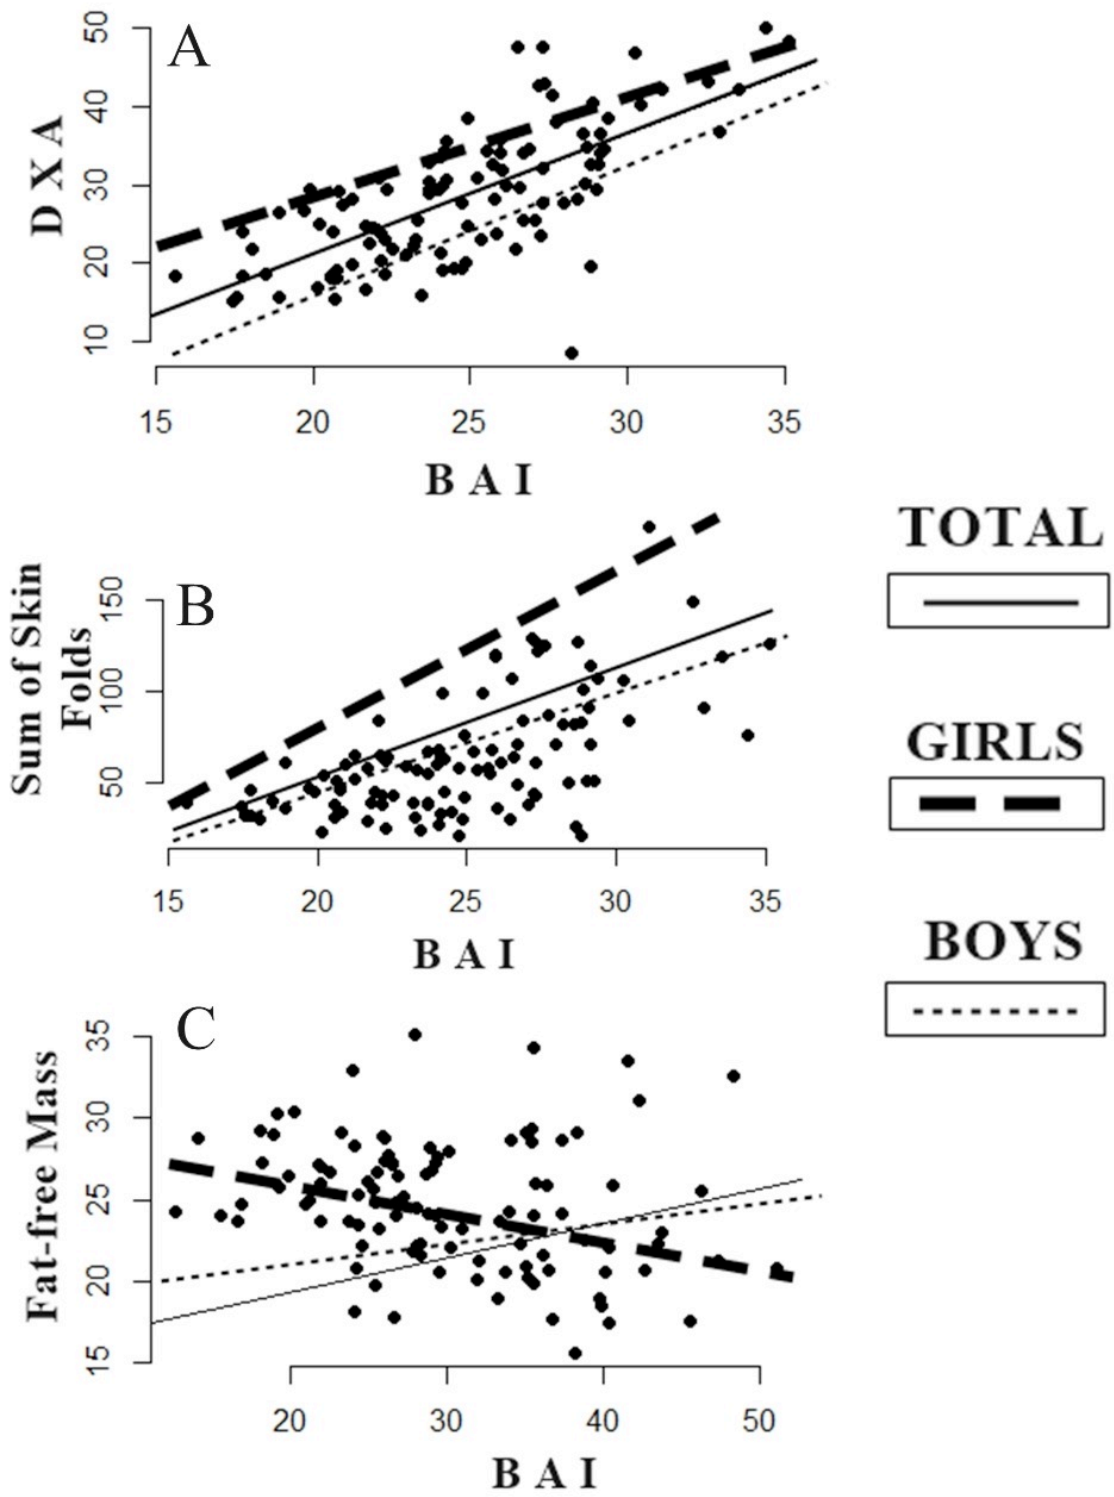 A
50
40
30
20
10
D X A
15 20 25 30 35
B A I
B
150
100
50
Sum of Skin
Folds
15 20 25 30 35
B A I
TOTAL
GIRLS
BOYS
C
35
30
25
20
15
Fat-free Mass
20 30 40 50
B A I